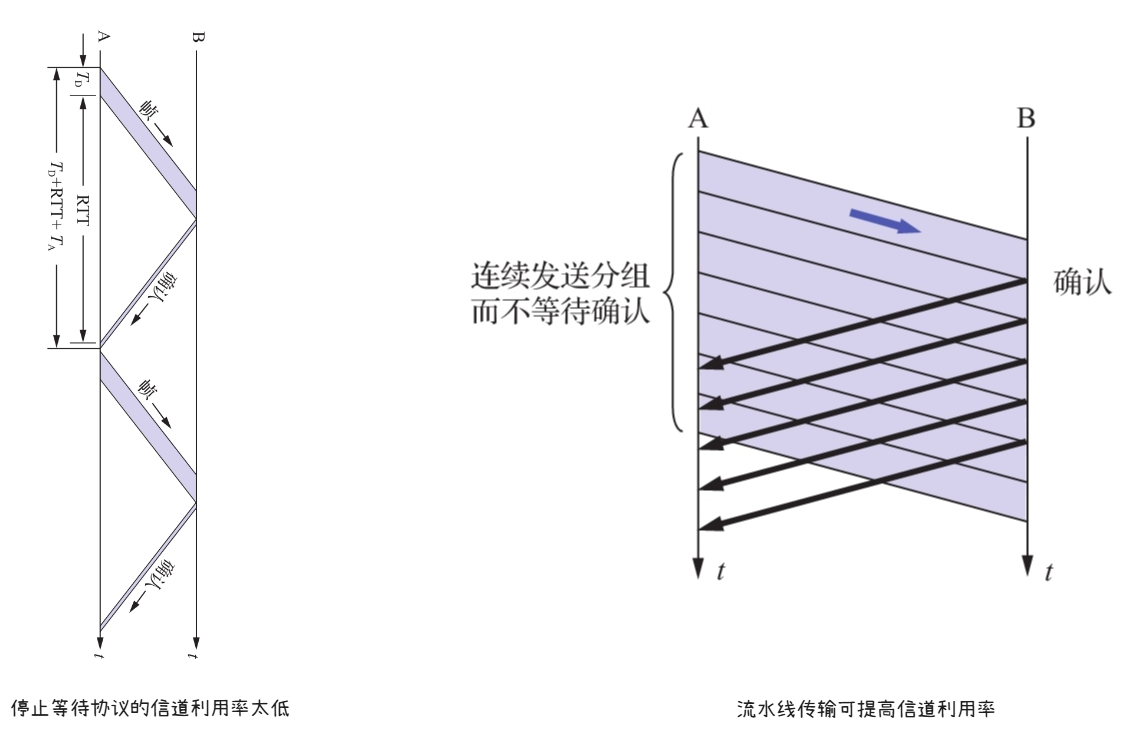 A
B
T_D
帧
RTT
T_D+RTT+T_A
确认
帧
确认
t
t
停止等待协议的信道利用率太低
A
B
连续发送分组
而不等待确认
确认
t
t
流水线传输可提高信道利用率